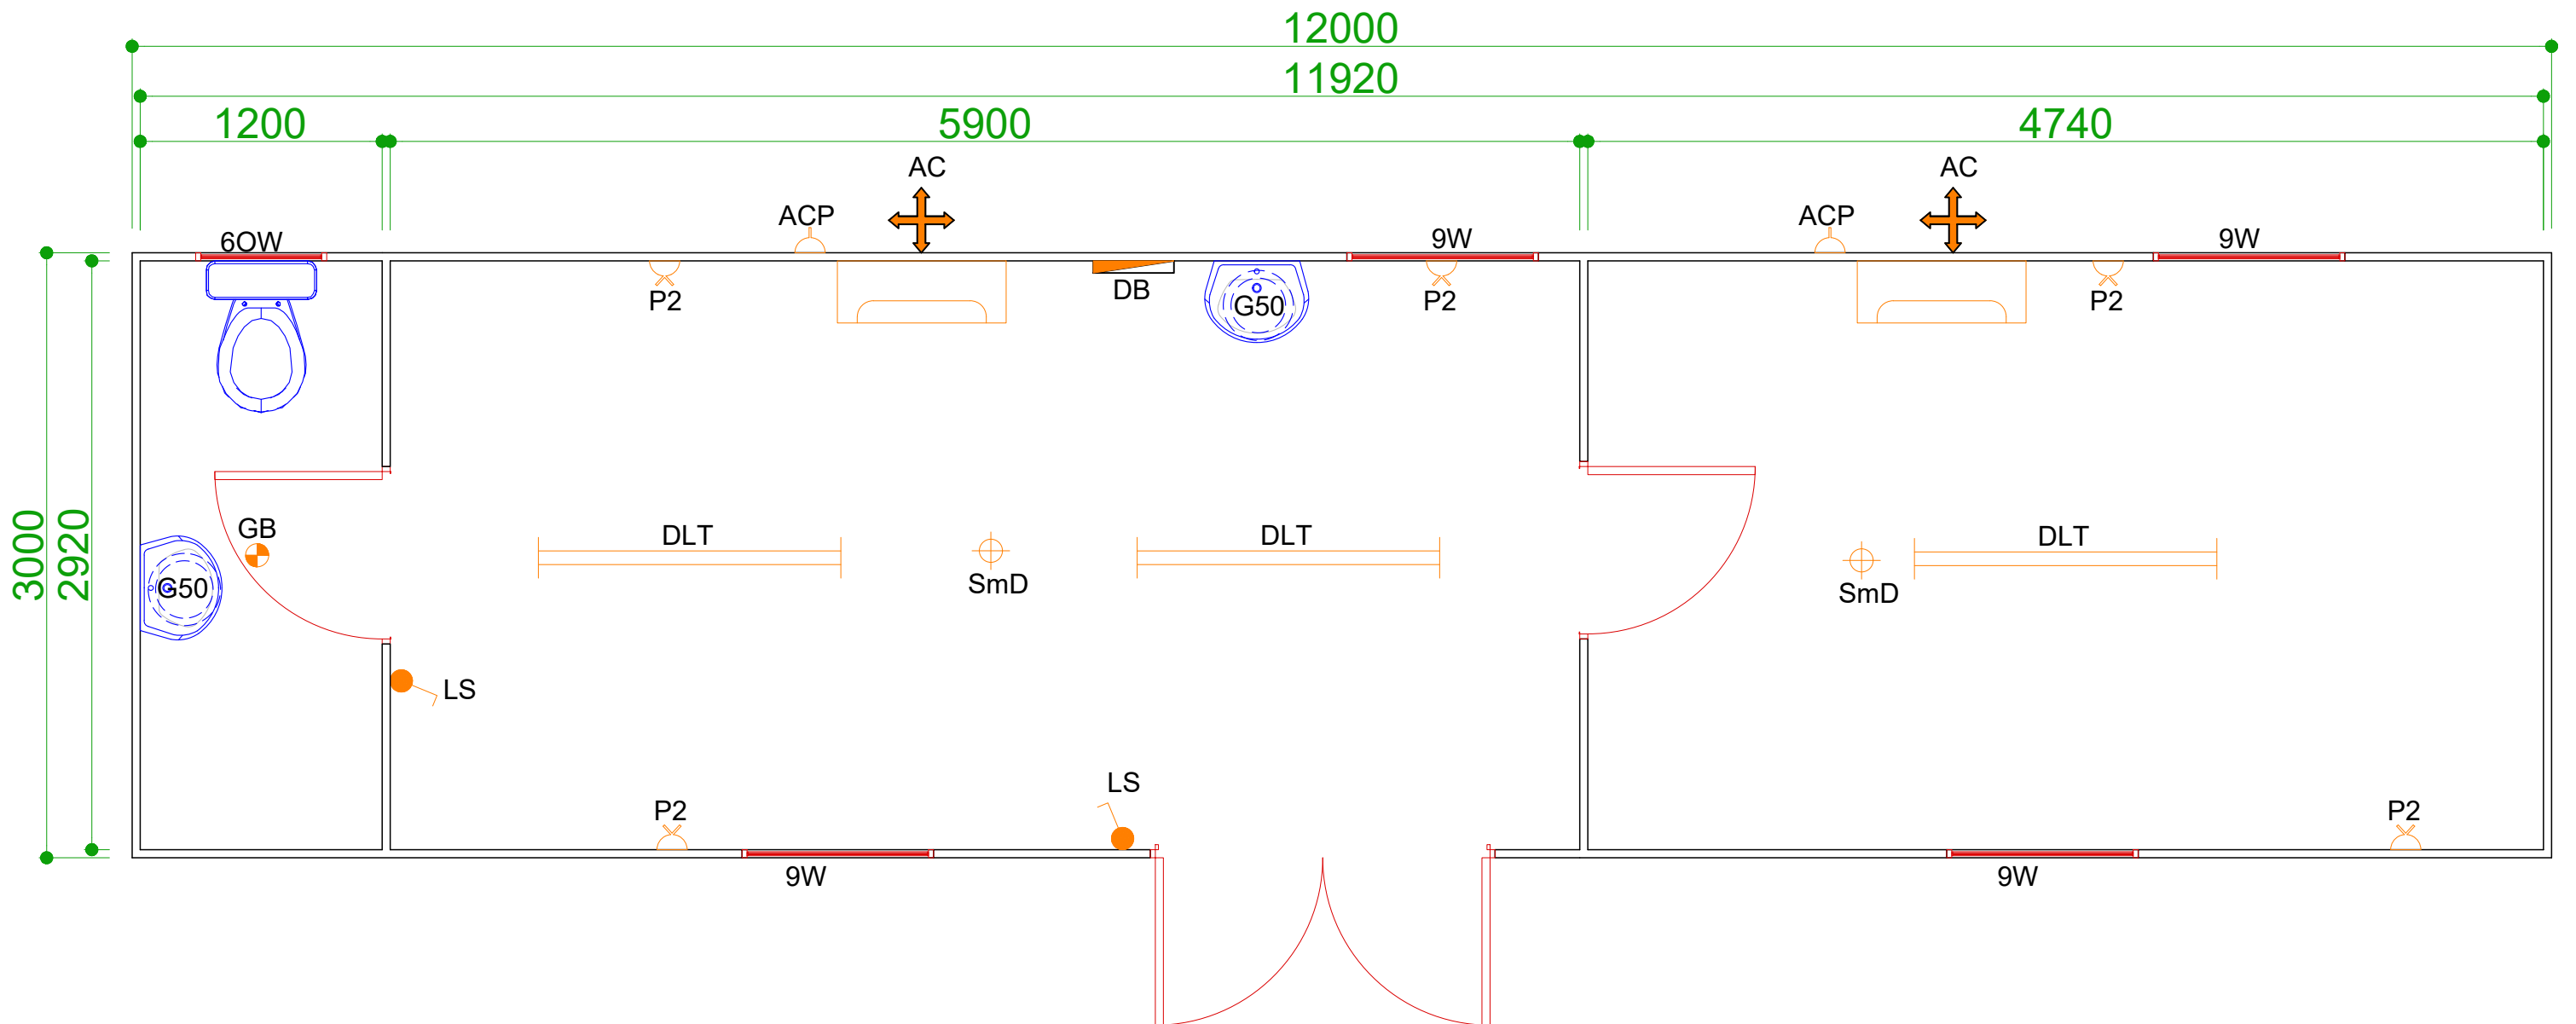 12000
11920
1200
5900
4740
AC
AC
ACP
ACP
6OW
9W
9W
P2
DB
G50
P2
P2
3000
2920
GB
DLT
DLT
DLT
G50
SmD
SmD
LS
LS
P2
P2
9W
9W